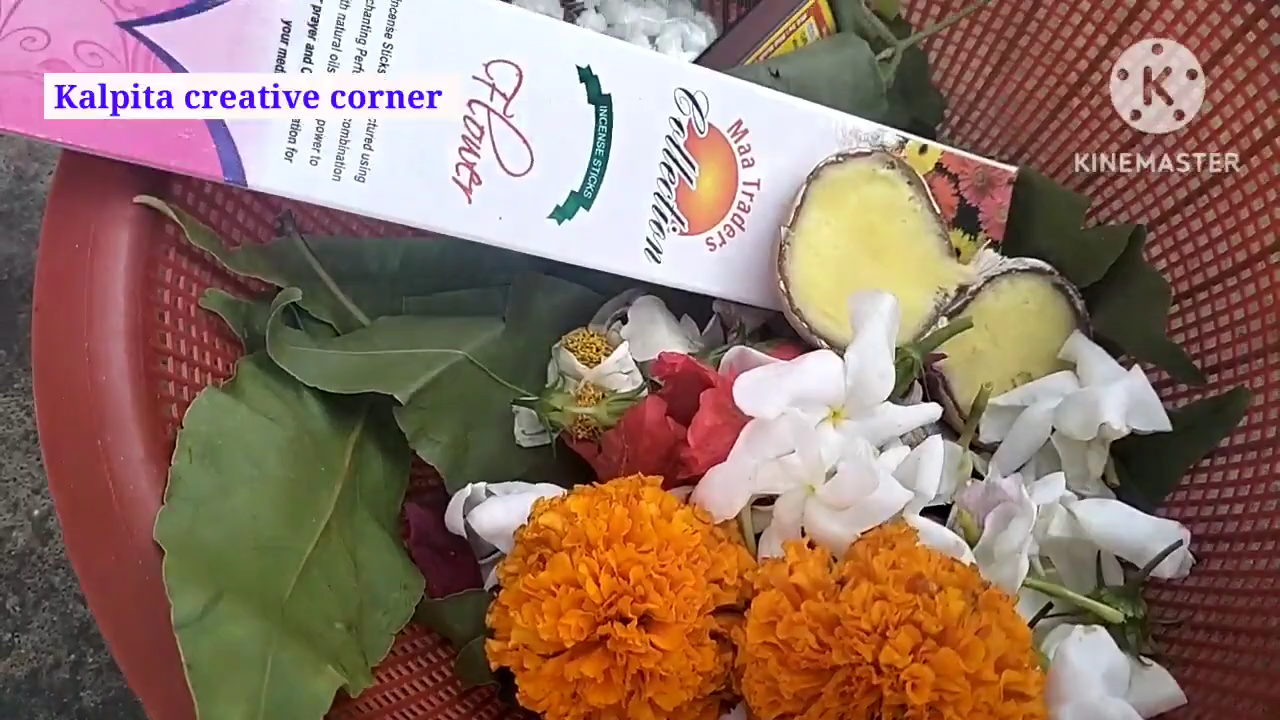 Kalpita creative corner
K
KINEMASTER
Maa Traders
Collection
INCENSE STICKS
Flower
ncense Sticks
chanting Perf
ctured using
th natural oils
ombination
prayer and C
power to
your med
ation for